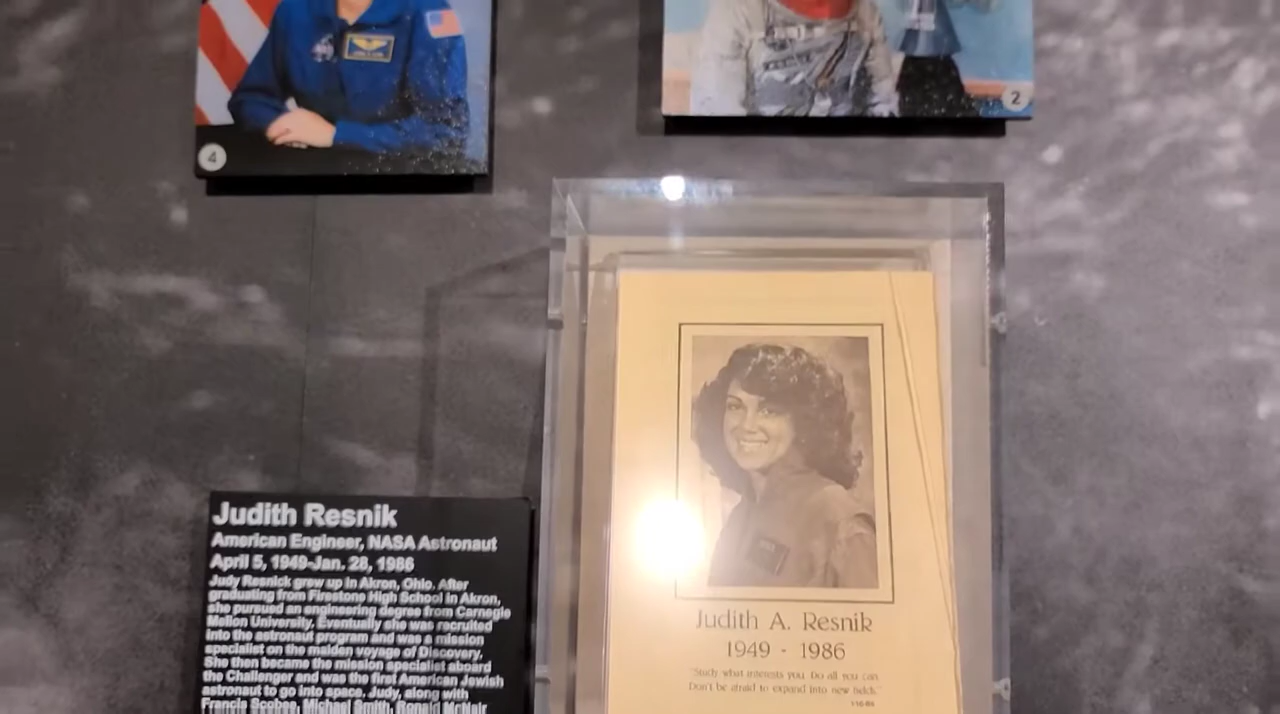 4
2
Judith Resnik
American Engineer, NASA Astronaut
April 5, 1949-Jan. 28, 1986
Judy Resnick grew up in Akron, Ohio. After
graduating from Firestone High School in Akron,
she pursued an engineering degree from Carnegie
Mellon University. Eventually she was recruited
into the astronaut program and was a mission
specialist on the maiden voyage of Discovery.
She then became the mission specialist aboard
the Challenger and was the first American Jewish
astronaut to go into space. Judy, along with
Francis Scobee, Michael Smith, Ronald McNair
Judith A. Resnik
1949 - 1986
"Study what interests you. Do all you can
Don't be afraid to expand into new fields."